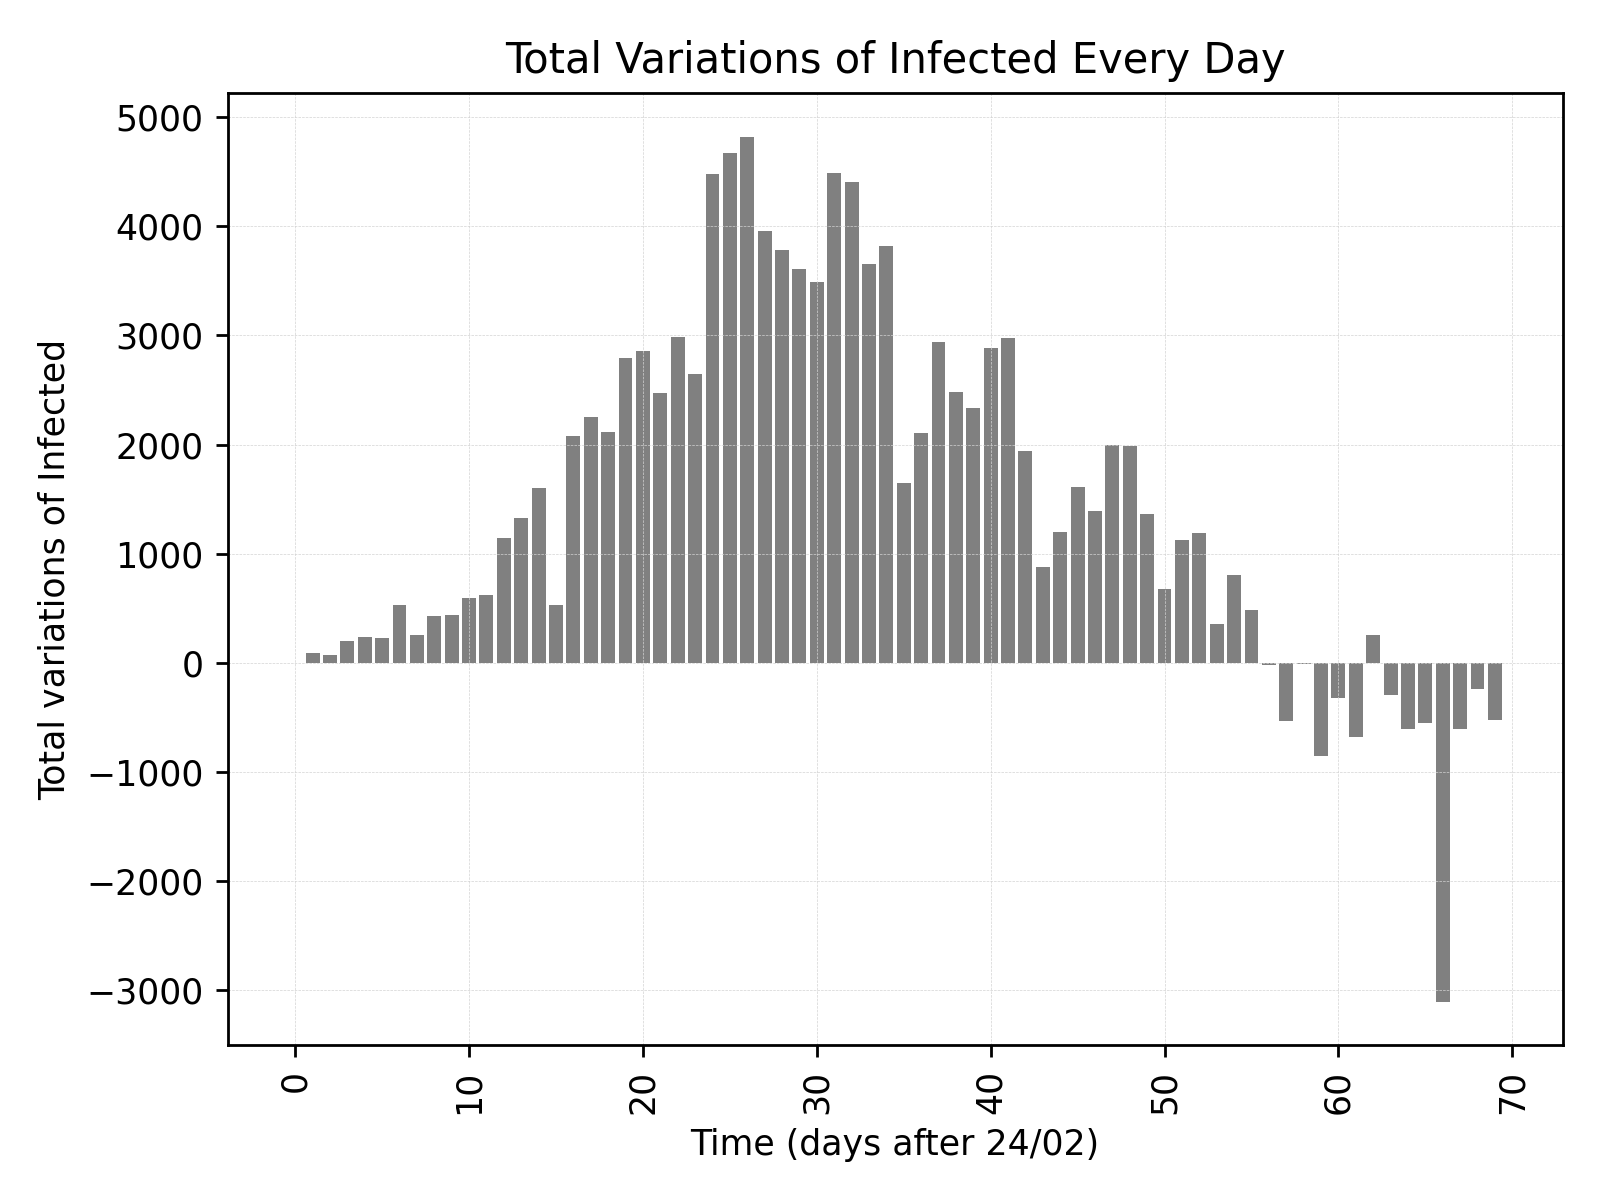 Total Variations of Infected Every Day
5000
4000
3000
2000
1000
0
−1000
−2000
−3000
Total variations of Infected
0 10 20 30 40 50 60 70
Time (days after 24/02)